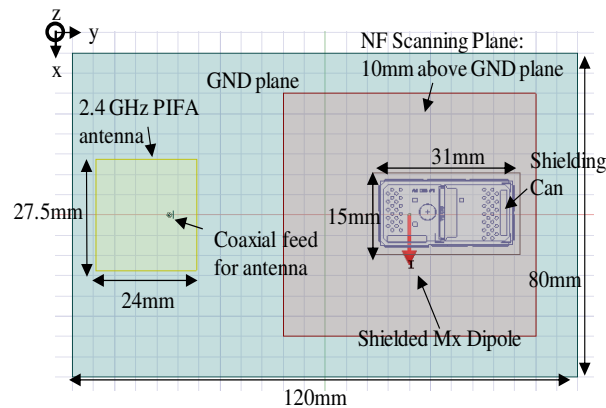 z
y
x
NF Scanning Plane:
10mm above GND plane
GND plane
2.4 GHz PIFA
antenna
31mm
Shielding
Can
27.5mm
15mm
Coaxial feed
for antenna
24mm
80mm
Shielded Mx Dipole
120mm